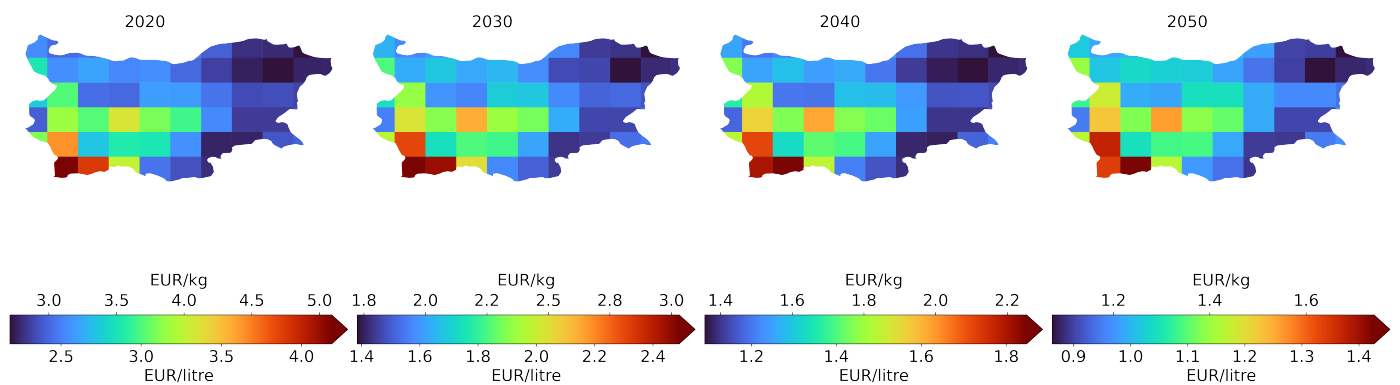 2020 2030 2040 2050
EUR/kg EUR/kg EUR/kg EUR/kg
3.0 3.5 4.0 4.5 5.0 1.8 2.0 2.2 2.5 2.8 3.0 1.4 1.6 1.8 2.0 2.2 1.2 1.4 1.6
2.5 3.0 3.5 4.0 1.4 1.6 1.8 2.0 2.2 2.4 1.2 1.4 1.6 1.8 0.9 1.0 1.1 1.2 1.3 1.4
EUR/litre EUR/litre EUR/litre EUR/litre